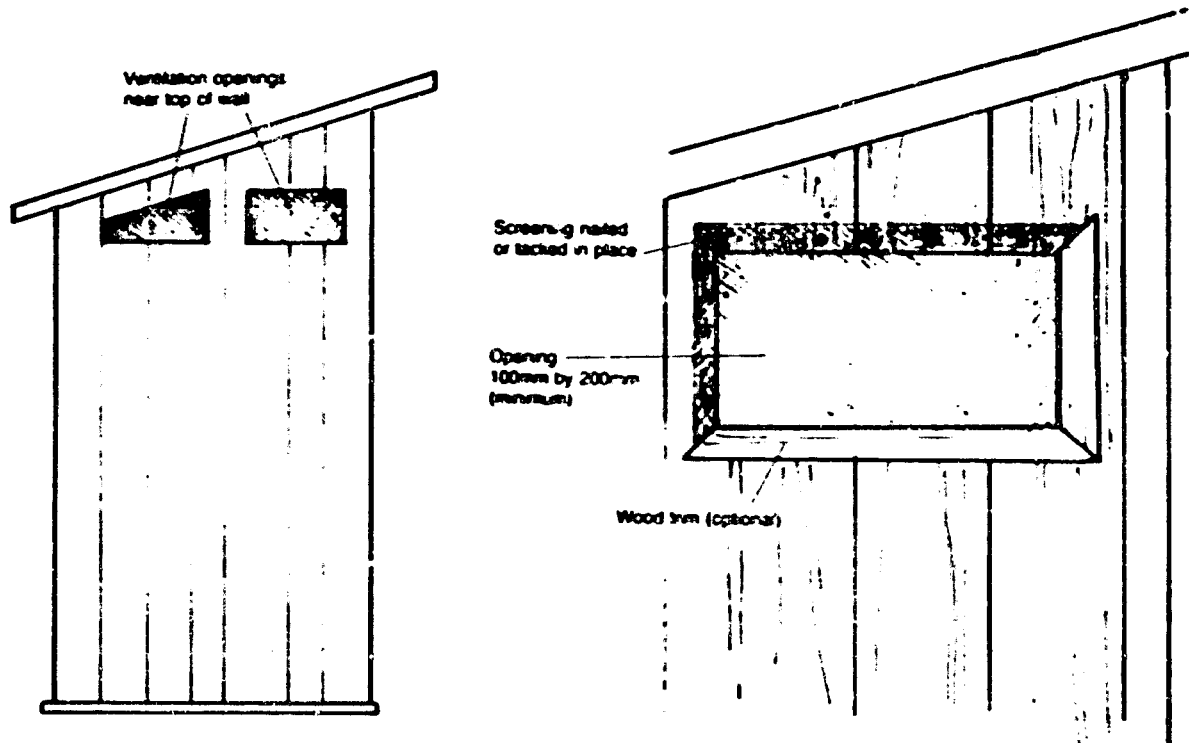 Ventilation openings
near top of wall
Screening nailed
or tacked in place
Opening
100mm by 200mm
(minimum)
Wood trim (optional)